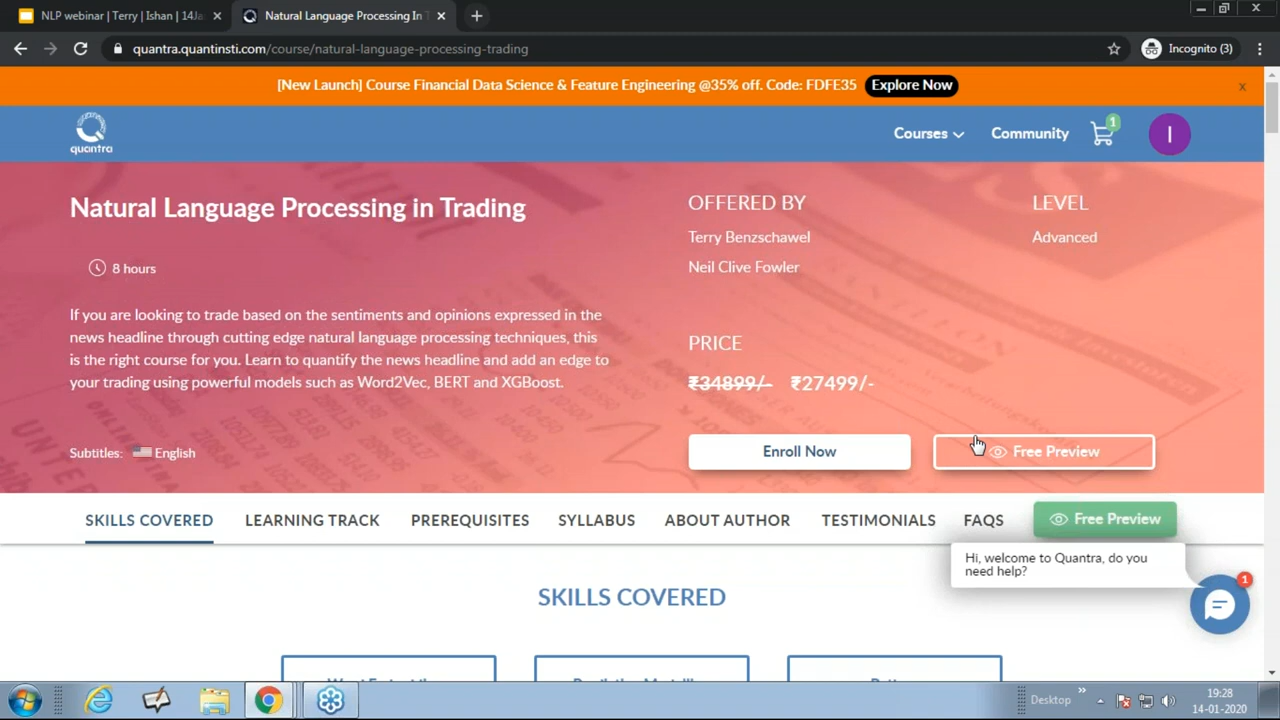 NLP webinar | Terry | Ishan | 14Ja
Natural Language Processing In T
quantra.quantinsti.com/course/natural-language-processing-trading
Incognito (3)
[New Launch] Course Financial Data Science & Feature Engineering @35% off. Code: FDFE35
Explore Now
x
quantra
Courses
Community
1
I
Natural Language Processing in Trading
8 hours
If you are looking to trade based on the sentiments and opinions expressed in the
news headline through cutting edge natural language processing techniques, this
is the right course for you. Learn to quantify the news headline and add an edge to
your trading using powerful models such as Word2Vec, BERT and XGBoost.
Subtitles: English
OFFERED BY
Terry Benzschawel
Neil Clive Fowler
LEVEL
Advanced
PRICE
₹34899/- ₹27499/-
Enroll Now
Free Preview
SKILLS COVERED
LEARNING TRACK
PREREQUISITES
SYLLABUS
ABOUT AUTHOR
TESTIMONIALS
FAQS
Free Preview
Hi, welcome to Quantra, do you
need help?
1
SKILLS COVERED
Desktop
19:28
14-01-2020